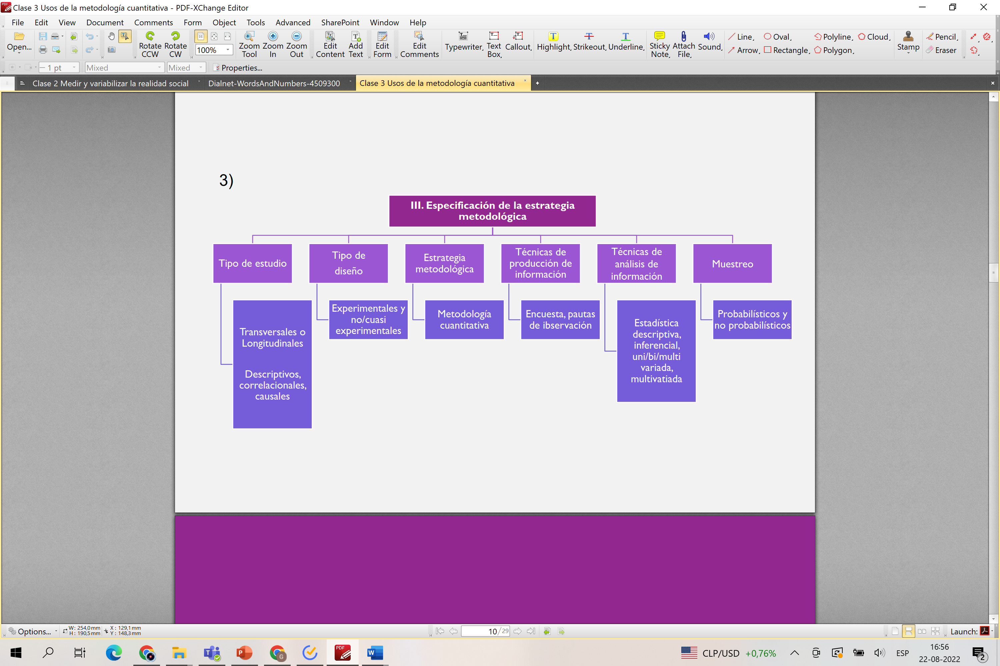 Clase 3 Usos de la metodología cuantitativa - PDF-XChange Editor
File Edit View Document Comments Form Object Tools Advanced SharePoint Window Help
Open...
Rotate CCW
Rotate CW
100%
Zoom Tool
Zoom In
Zoom Out
Edit Content
Add Text
Edit Form
Edit Comments
Typewriter
Text Box
Callout
Highlight
Strikeout
Underline
Sticky Note
Attach File
Sound
Line
Arrow
Oval
Rectangle
Polyline
Polygon
Cloud
Stamp
Pencil
Eraser
1 pt
Mixed
Mixed
Properties...
Clase 2 Medir y variabilizar la realidad social
Dialnet-WordsAndNumbers-4509300
Clase 3 Usos de la metodología cuantitativa
3)
III. Especificación de la estrategia
metodológica
Tipo de estudio
Transversales o
Longitudinales
Descriptivos,
correlacionales,
causales
Tipo de
diseño
Experimentales y
no/cuasi
experimentales
Estrategia
metodológica
Metodología
cuantitativa
Técnicas de
producción de
información
Encuesta, pautas
de ibservación
Técnicas de
análisis de
información
Estadística
descriptiva,
inferencial,
uni/bi/multi
variada,
multivatiada
Muestreo
Probabilísticos y
no probabilísticos
Options...
W: 254,0 mm
H: 190,5 mm
X: 129,1 mm
Y: 148,3 mm
10/29
Launch:
CLP/USD +0,76%
ESP
16:56
22-08-2022
2